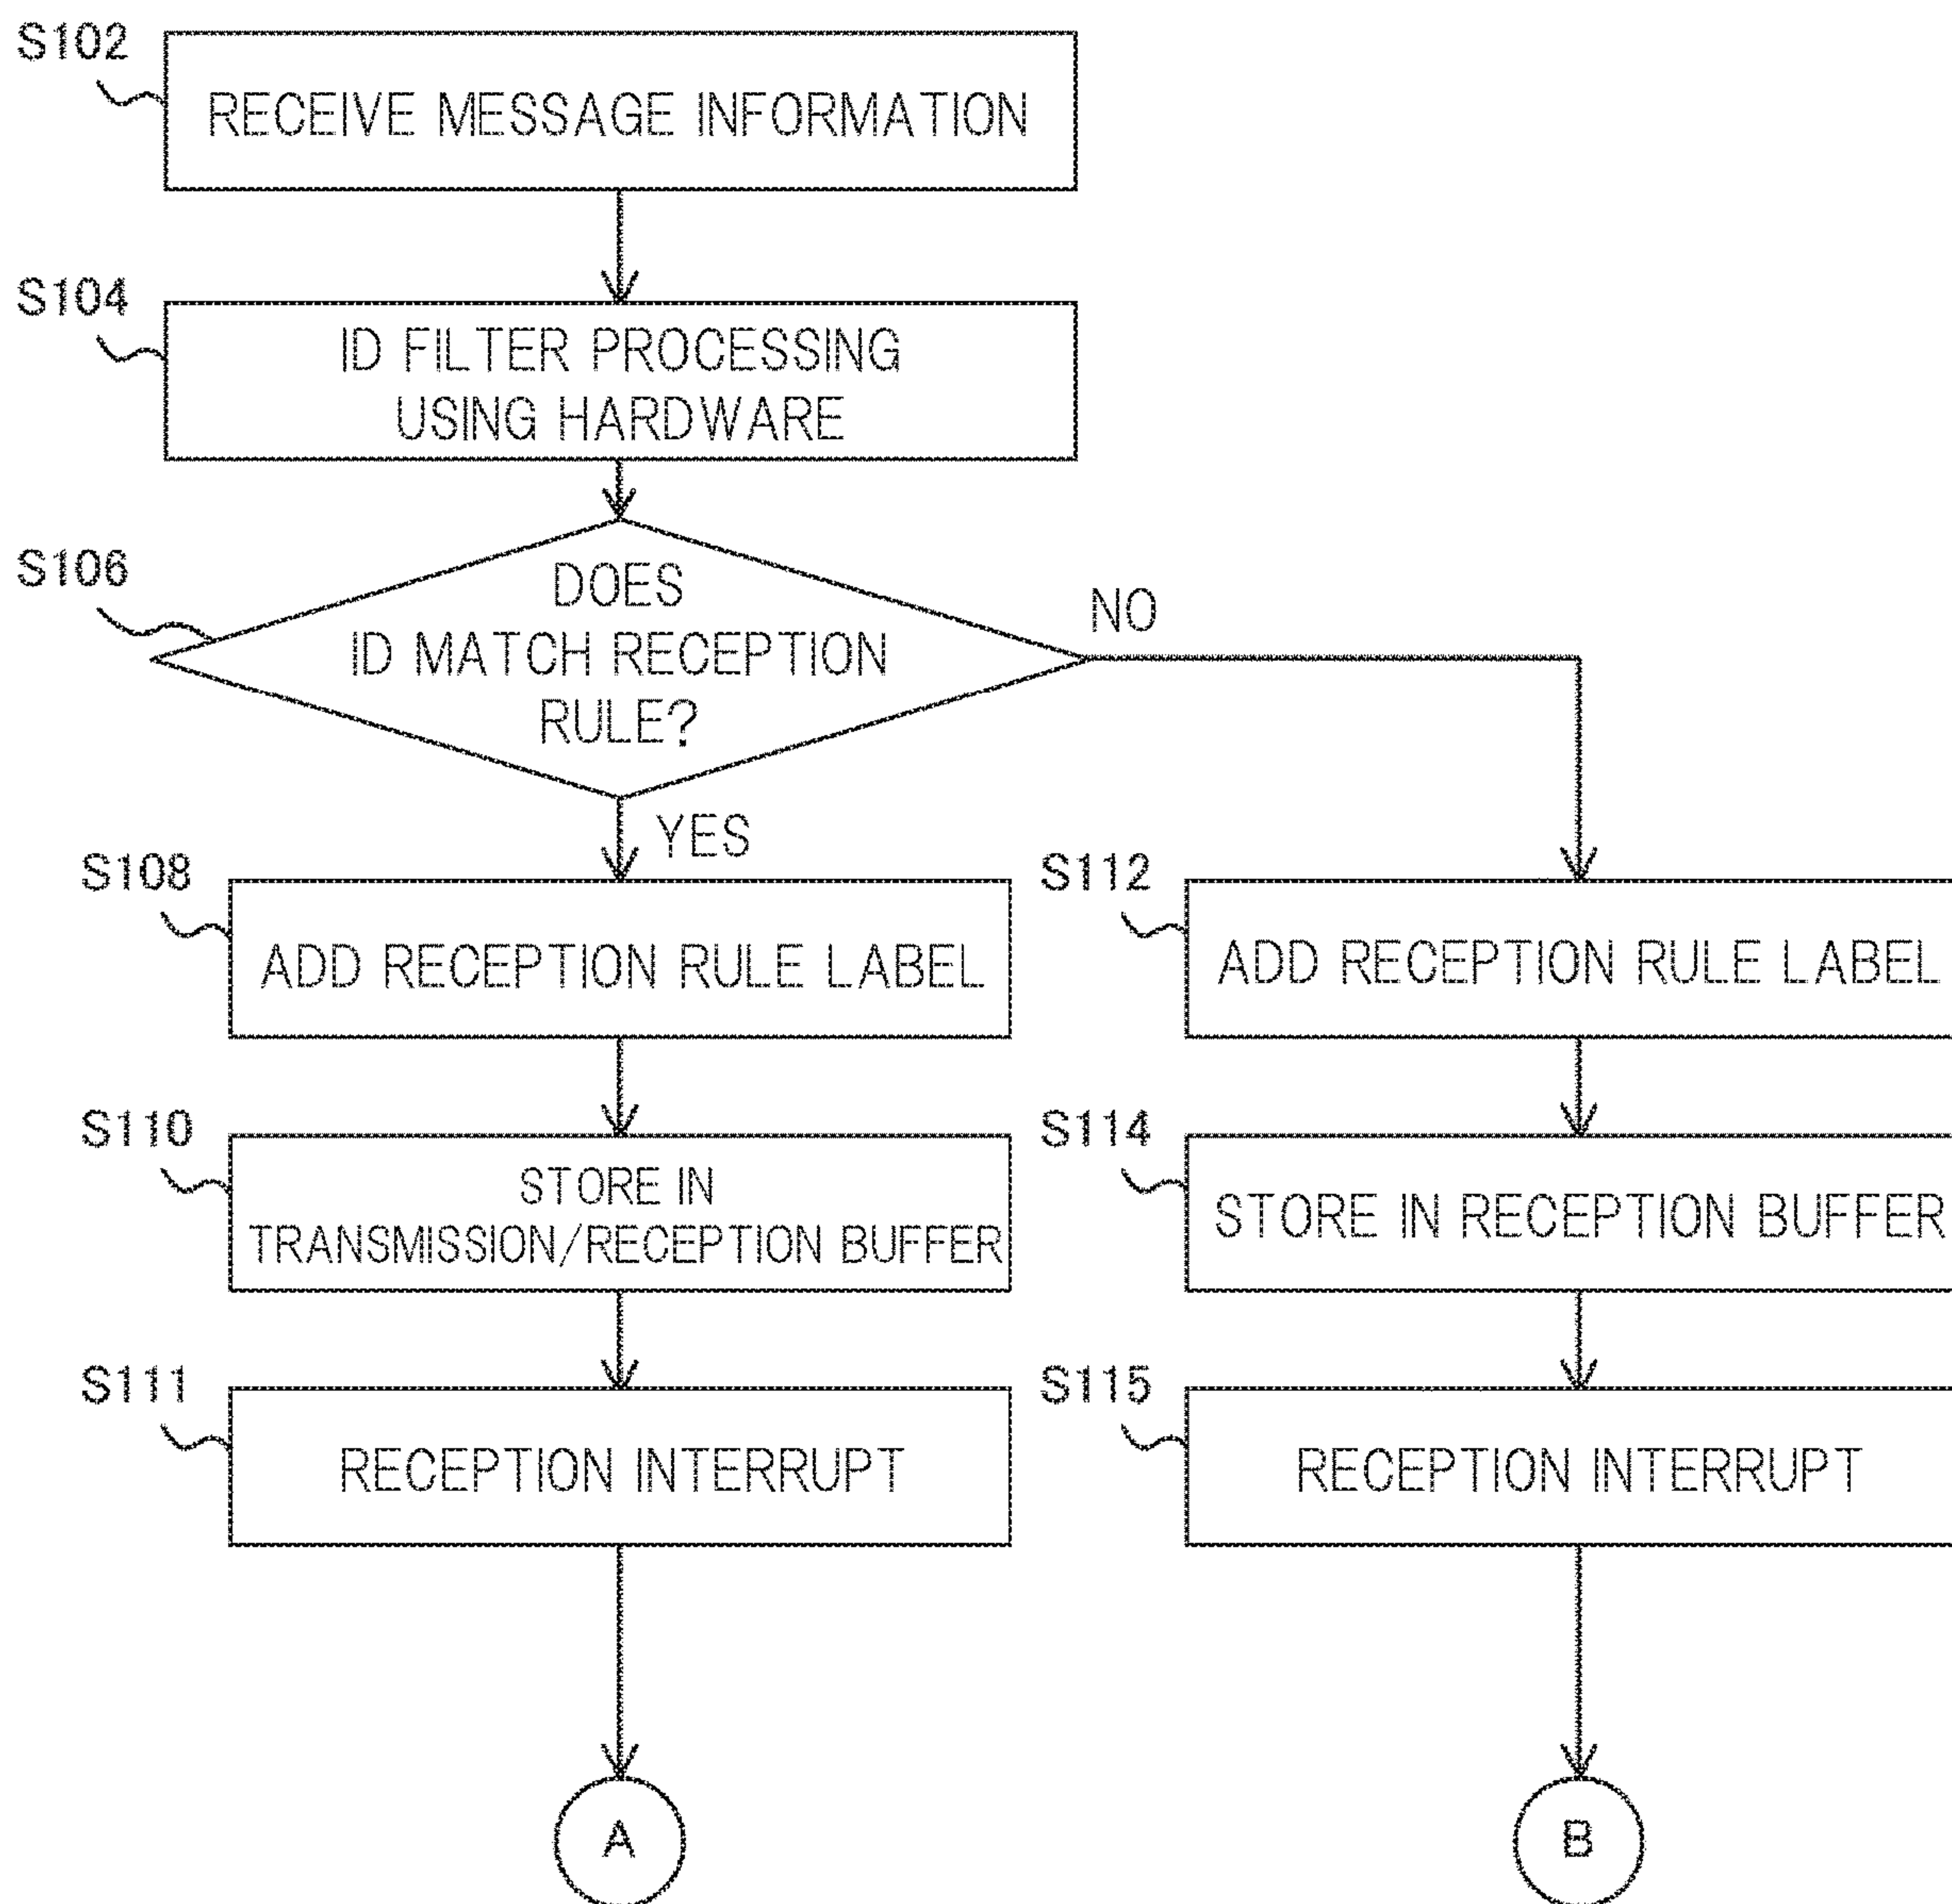 S102
RECEIVE MESSAGE INFORMATION
S104
ID FILTER PROCESSING
USING HARDWARE
S106
DOES
ID MATCH RECEPTION
RULE?
NO
YES
S108
ADD RECEPTION RULE LABEL
S112
ADD RECEPTION RULE LABEL
S110
STORE IN
TRANSMISSION/RECEPTION BUFFER
S114
STORE IN RECEPTION BUFFER
S111
RECEPTION INTERRUPT
S115
RECEPTION INTERRUPT
A
B